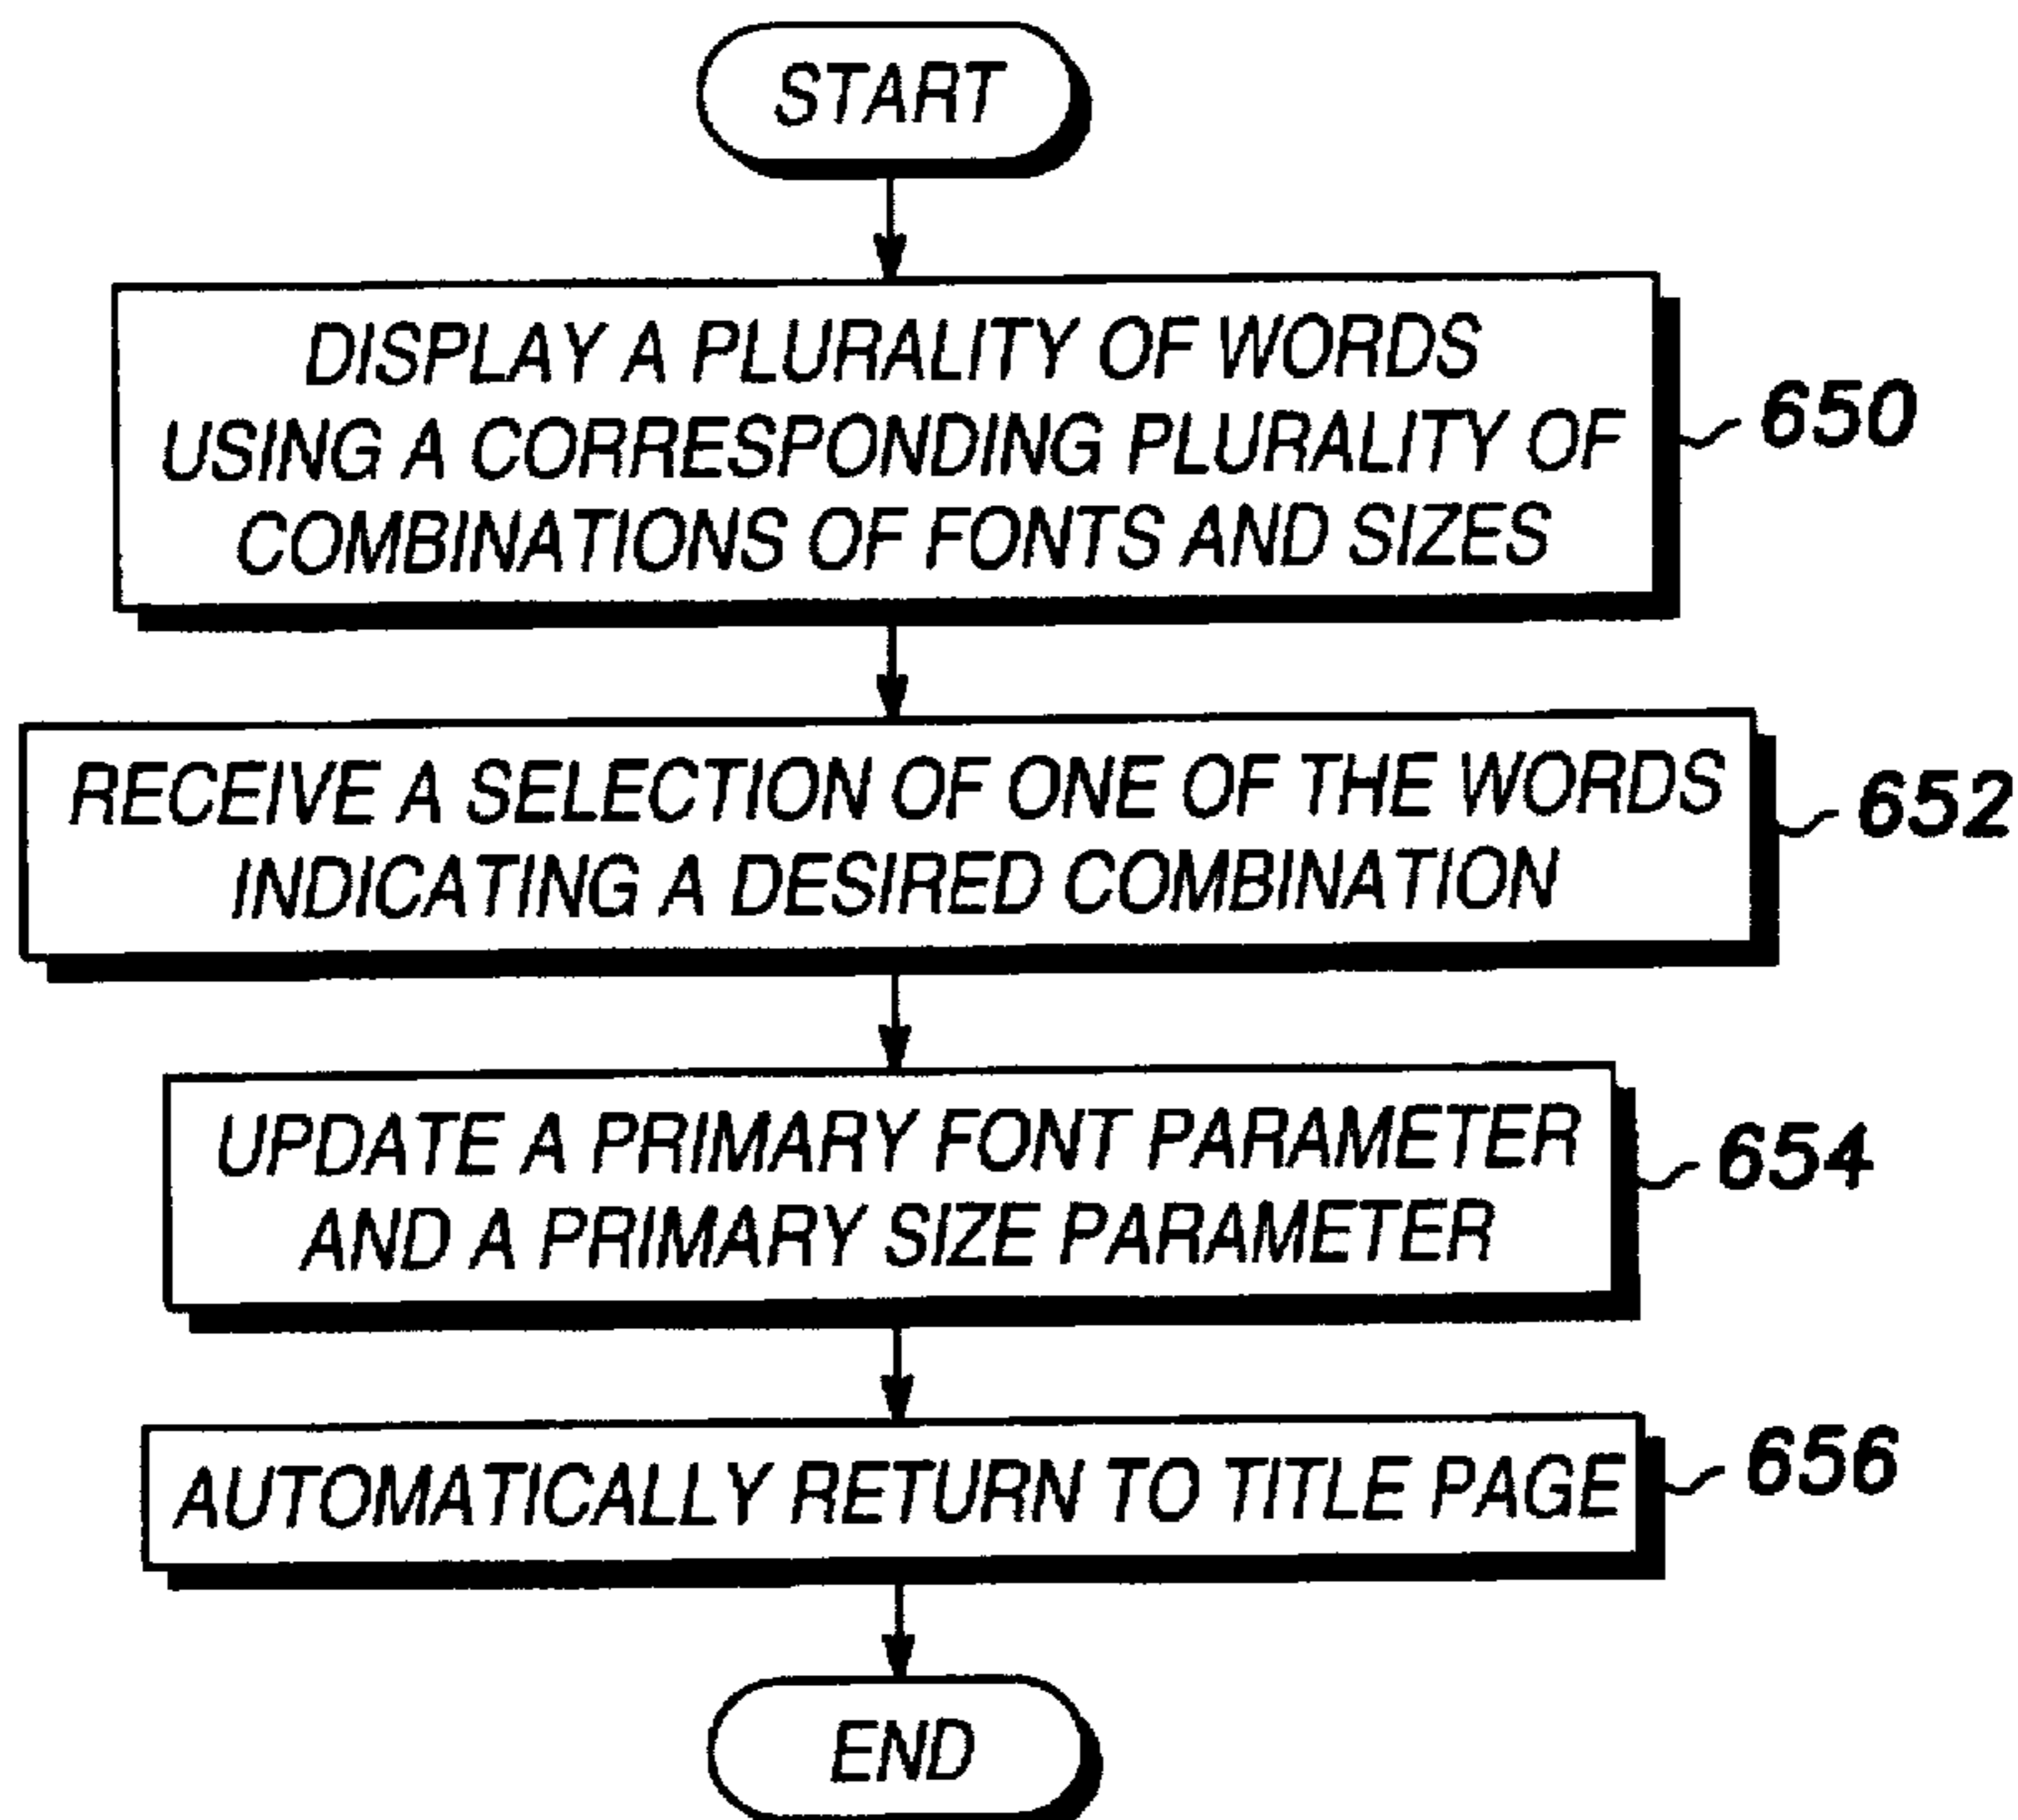 START
DISPLAY A PLURALITY OF WORDS
USING A CORRESPONDING PLURALITY OF
COMBINATIONS OF FONTS AND SIZES
650
RECEIVE A SELECTION OF ONE OF THE WORDS
INDICATING A DESIRED COMBINATION
652
UPDATE A PRIMARY FONT PARAMETER
AND A PRIMARY SIZE PARAMETER
654
AUTOMATICALLY RETURN TO TITLE PAGE
656
END